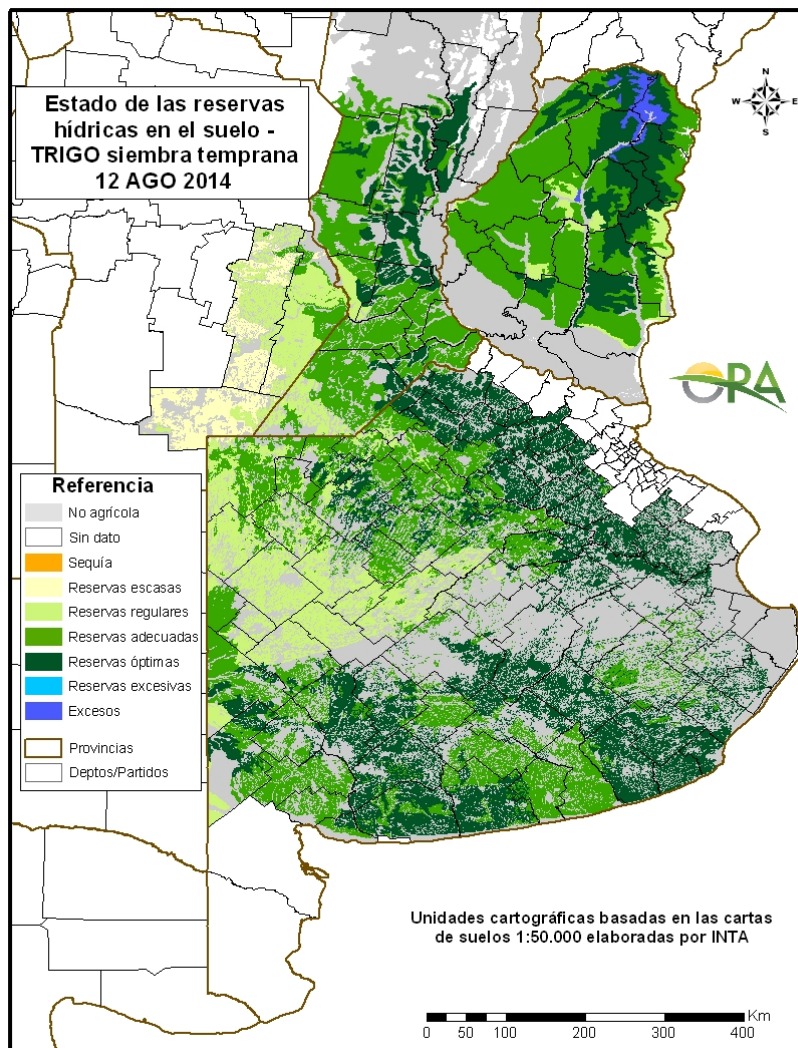 Estado de las reservas
hídricas en el suelo -
TRIGO siembra temprana
12 AGO 2014
N
W E
S
ORA
Referencia
No agrícola
Sin dato
Sequía
Reservas escasas
Reservas regulares
Reservas adecuadas
Reservas óptimas
Reservas excesivas
Excesos
Provincias
Deptos/Partidos
Unidades cartográficas basadas en las cartas
de suelos 1:50.000 elaboradas por INTA
Km
0 50 100 200 300 400